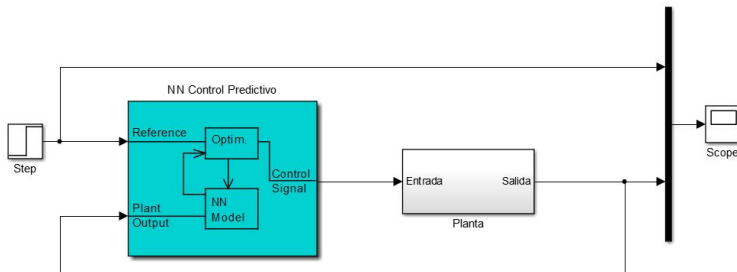 NN Control Predictivo
Reference
Optim.
Step
Control
Signal
Plant
Output
NN
Model
Entrada
Salida
Planta
Scope